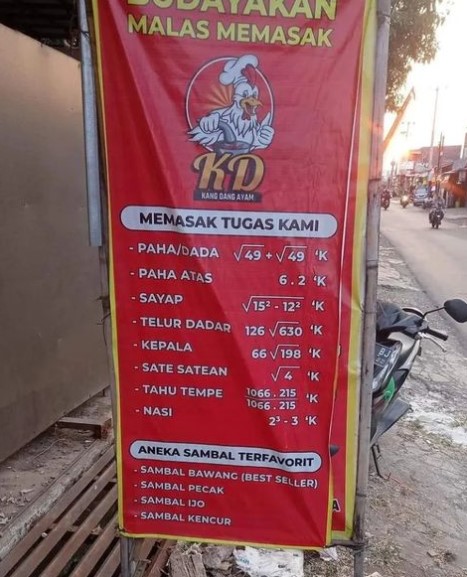 BUDAYAKAN
MALAS MEMASAK
KD
KANG DANG AYAM
MEMASAK TUGAS KAMI
- PAHA/DADA √49 + √49 'K
- PAHA ATAS 6 . 2 'K
- SAYAP √15² - 12² 'K
- TELUR DADAR 126 √630 'K
- KEPALA 66 √198 'K
- SATE SATEAN √4 'K
- TAHU TEMPE 1066 . 215 / 1066 . 215 'K
- NASI 2³ - 3 'K
ANEKA SAMBAL TERFAVORIT
- SAMBAL BAWANG (BEST SELLER)
- SAMBAL PECAK
- SAMBAL IJO
- SAMBAL KENCUR